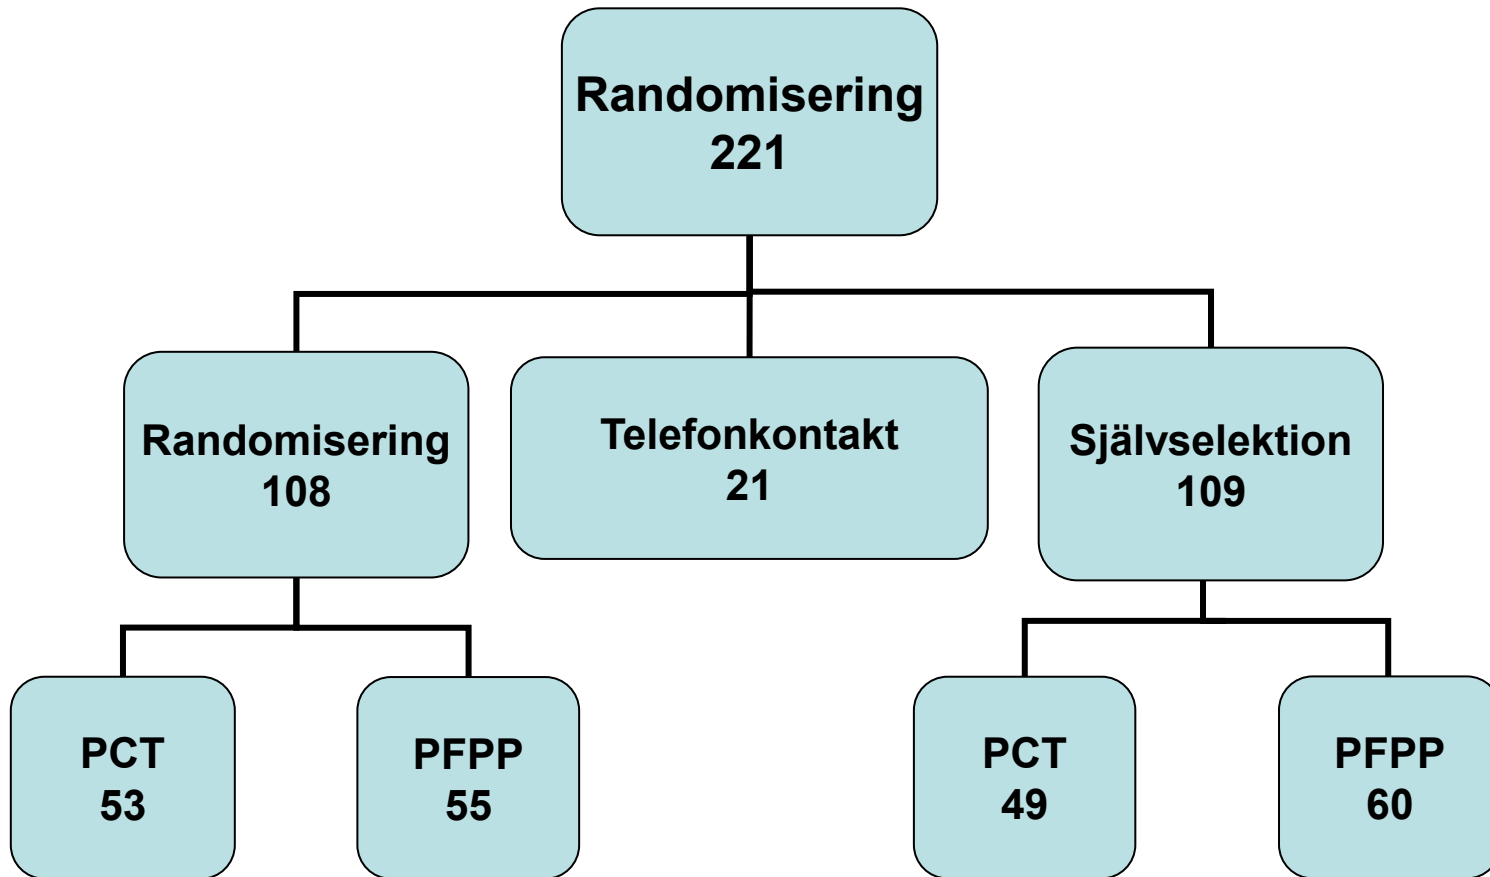 Randomisering
221
Randomisering
108
Telefonkontakt
21
Självselektion
109
PCT
53
PFPP
55
PCT
49
PFPP
60